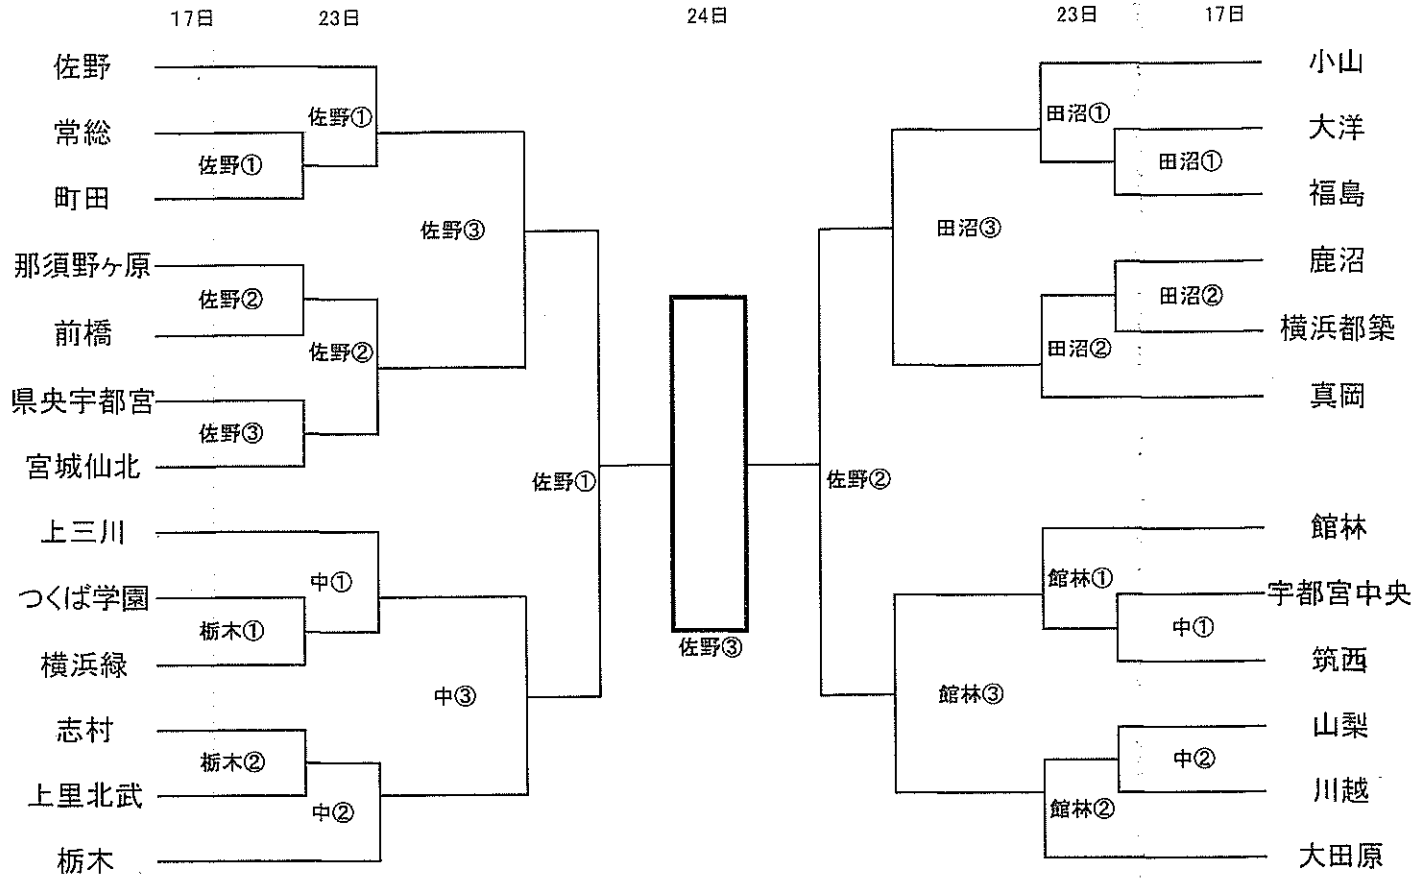 17日 23日 24日 23日 17日
佐野
常総
町田
那須野ヶ原
前橋
県央宇都宮
宮城仙北
上三川
つくば学園
横浜緑
志村
上里北武
栃木
佐野①
佐野②
佐野③
栃木①
栃木②
佐野①
佐野②
中①
中②
佐野③
中③
佐野①
佐野③
佐野②
田沼③
館林③
田沼①
田沼②
館林①
館林②
田沼①
田沼②
中①
中②
小山
大洋
福島
鹿沼
横浜都築
真岡
館林
宇都宮中央
筑西
山梨
川越
大田原